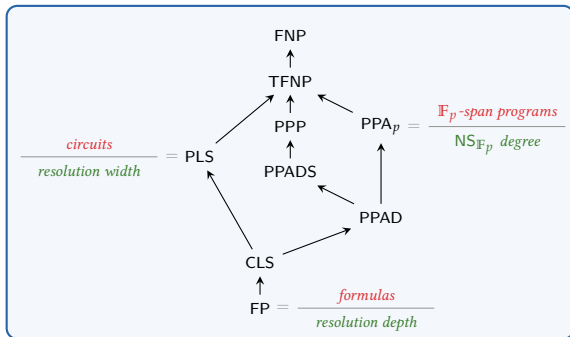 FNP
TFNP
PPP
PPA_p = 𝔽_p-span programs / NS_𝔽_p degree
circuits / resolution width = PLS
PPADS
PPAD
CLS
FP = formulas / resolution depth